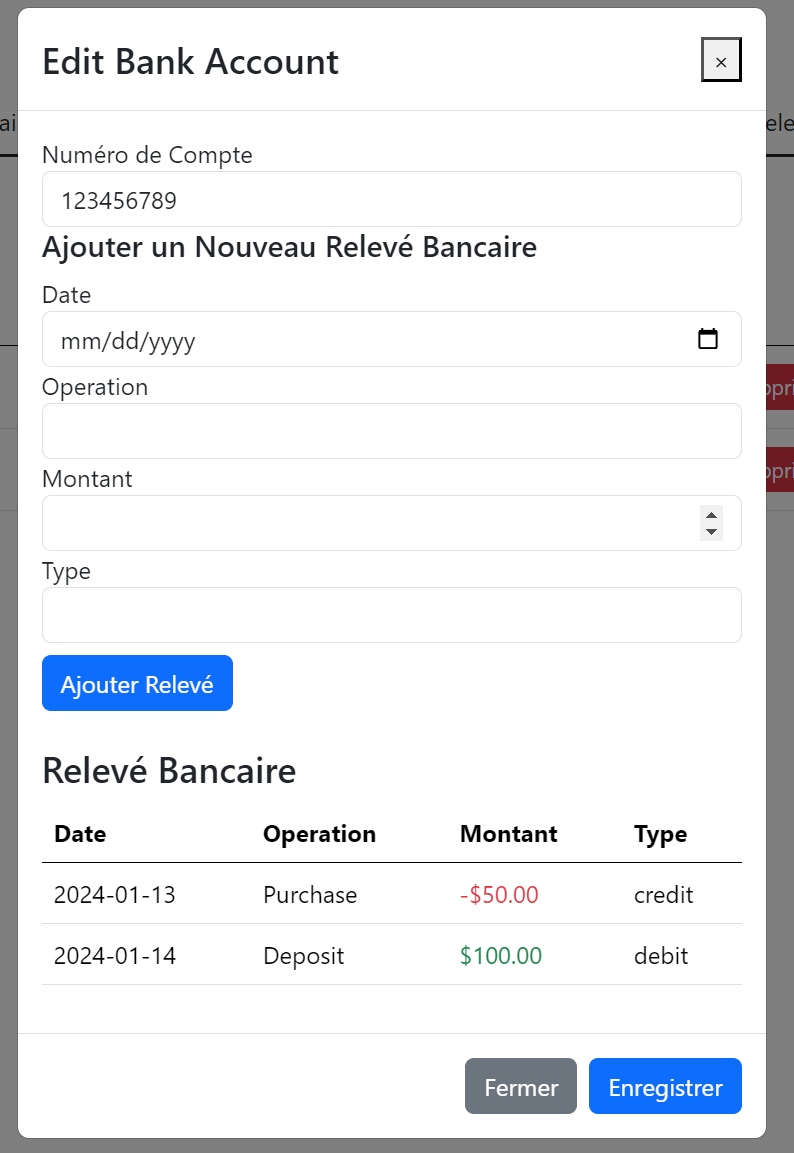 Edit Bank Account ×
Numéro de Compte
123456789
Ajouter un Nouveau Relevé Bancaire
Date
mm/dd/yyyy
Operation
Montant
Type
Ajouter Relevé
Relevé Bancaire
Date Operation Montant Type
2024-01-13 Purchase -$50.00 credit
2024-01-14 Deposit $100.00 debit
Fermer Enregistrer